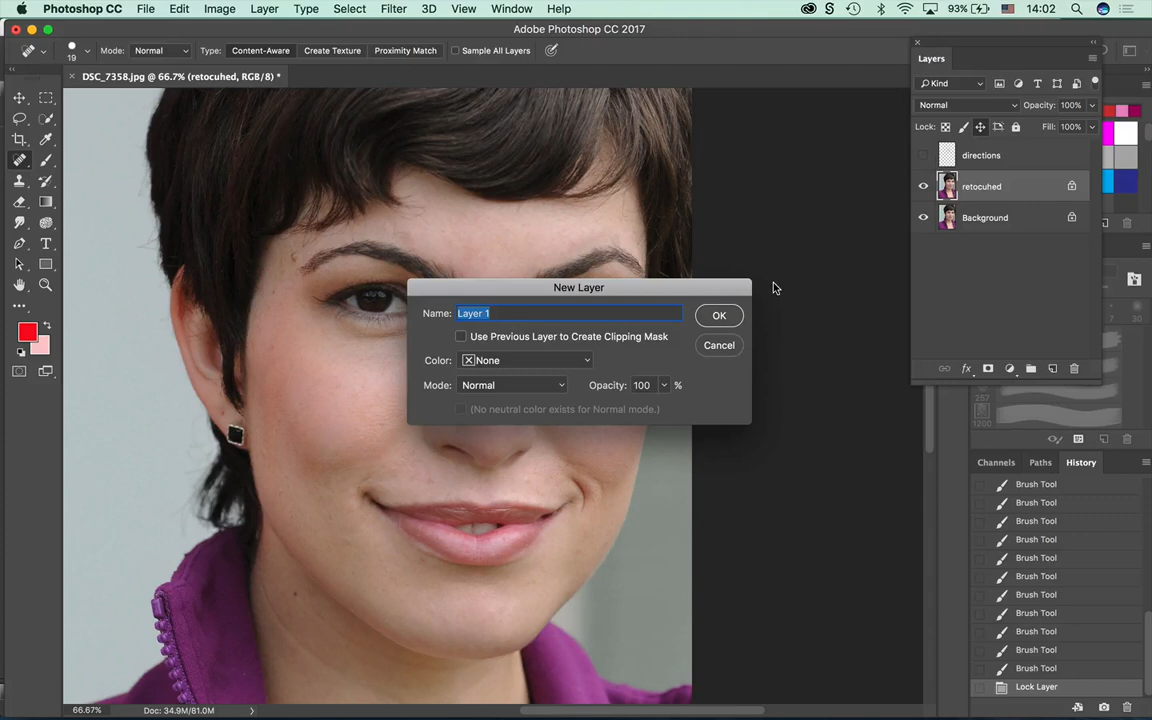 Photoshop CC File Edit Image Layer Type Select Filter 3D View Window Help 93% 14:02
Adobe Photoshop CC 2017
19 Mode: Normal Type: Content-Aware Create Texture Proximity Match Sample All Layers
DSC_7358.jpg @ 66.7% (retocuhed, RGB/8) *
Layers
Kind
Normal Opacity: 100%
Lock: Fill: 100%
directions
retocuhed
Background
New Layer
Name: Layer 1 OK
Use Previous Layer to Create Clipping Mask
Cancel
Color: None
Mode: Normal Opacity: 100 %
(No neutral color exists for Normal mode.)
30
267
1200
Channels Paths History
Brush Tool
Brush Tool
Brush Tool
Brush Tool
Brush Tool
Brush Tool
Brush Tool
Brush Tool
Brush Tool
Brush Tool
Brush Tool
Lock Layer
66.67% Doc: 34.9M/81.0M